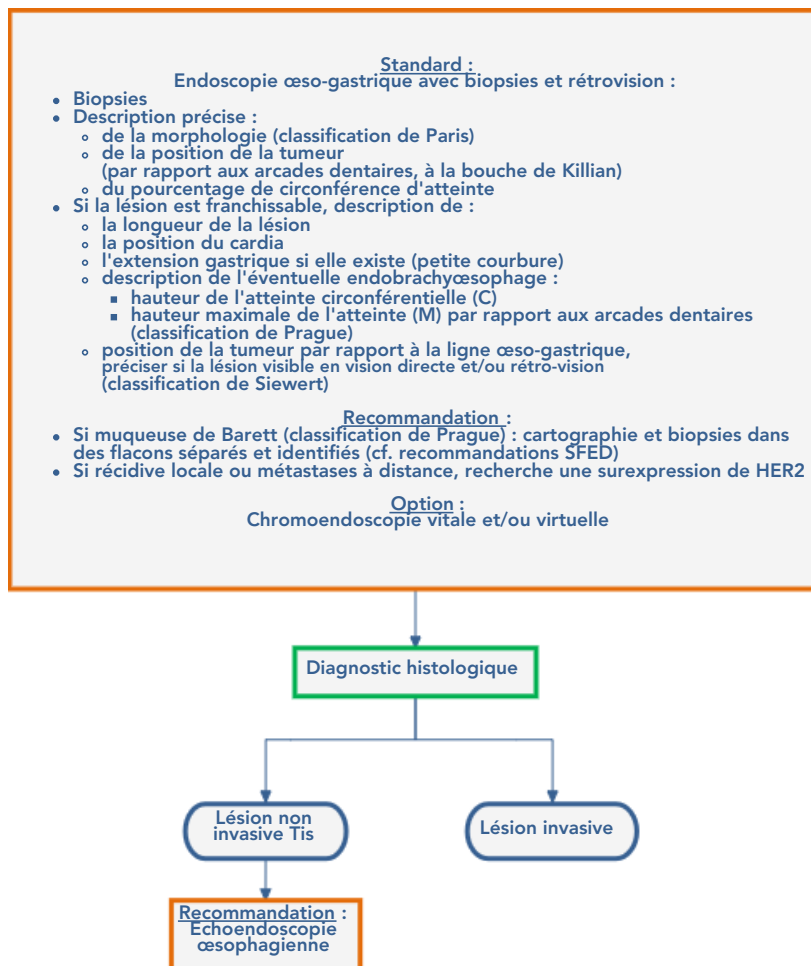 Standard :
Endoscopie œso-gastrique avec biopsies et rétrovision :
• Biopsies
• Description précise :
◦ de la morphologie (classification de Paris)
◦ de la position de la tumeur
(par rapport aux arcades dentaires, à la bouche de Killian)
◦ du pourcentage de circonférence d'atteinte
• Si la lésion est franchissable, description de :
◦ la longueur de la lésion
◦ la position du cardia
◦ l'extension gastrique si elle existe (petite courbure)
◦ description de l'éventuelle endobrachyœsophage :
▪ hauteur de l'atteinte circonférentielle (C)
▪ hauteur maximale de l'atteinte (M) par rapport aux arcades dentaires
(classification de Prague)
◦ position de la tumeur par rapport à la ligne œso-gastrique,
préciser si la lésion visible en vision directe et/ou rétro-vision
(classification de Siewert)
Recommandation :
• Si muqueuse de Barett (classification de Prague) : cartographie et biopsies dans
des flacons séparés et identifiés (cf. recommandations SFED)
• Si récidive locale ou métastases à distance, recherche une surexpression de HER2
Option :
Chromoendoscopie vitale et/ou virtuelle
Diagnostic histologique
Lésion non
invasive Tis
Lésion invasive
Recommandation :
Echoendoscopie
œsophagienne